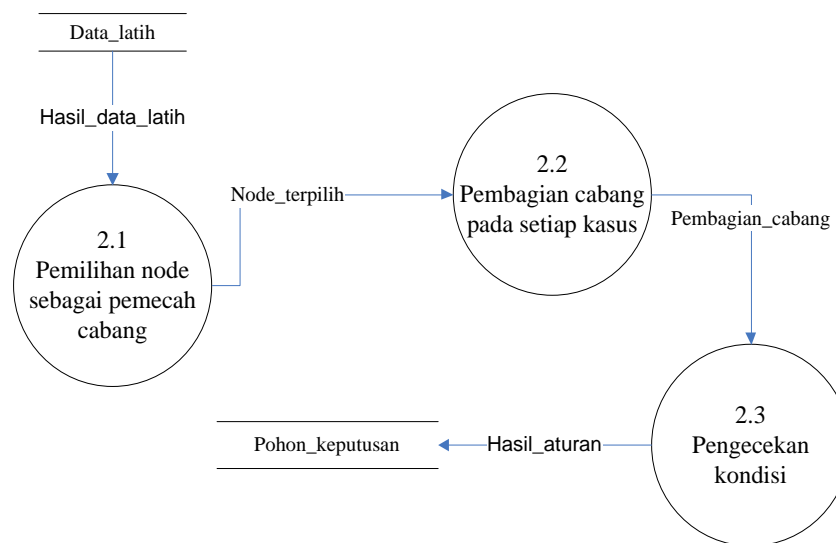 Data_latih
Hasil_data_latih
2.1
Pemilihan node
sebagai pemecah
cabang
Node_terpilih
2.2
Pembagian cabang
pada setiap kasus
Pembagian_cabang
2.3
Pengecekan
kondisi
Hasil_aturan
Pohon_keputusan